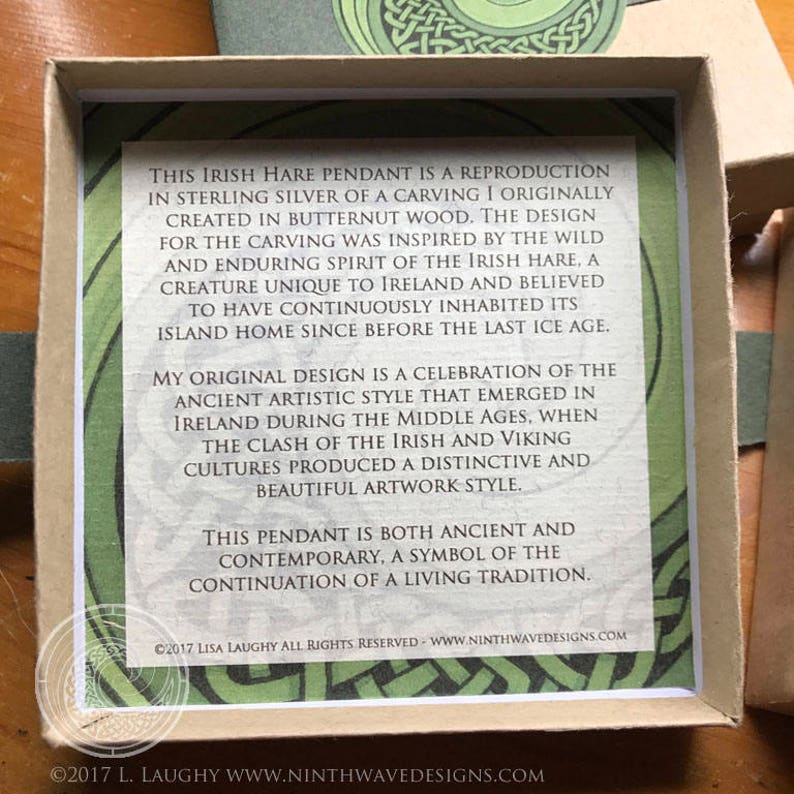 This Irish Hare pendant is a reproduction
in sterling silver of a carving I originally
created in butternut wood. The design
for the carving was inspired by the wild
and enduring spirit of the Irish hare, a
creature unique to Ireland and believed
to have continuously inhabited its
island home since before the last ice age.
My original design is a celebration of the
ancient artistic style that emerged in
Ireland during the Middle Ages, when
the clash of the Irish and Viking
cultures produced a distinctive and
beautiful artwork style.
This pendant is both ancient and
contemporary, a symbol of the
continuation of a living tradition.
©2017 Lisa Laughy All Rights Reserved - www.ninthwavedesigns.com
©2017 L. Laughy www.ninthwavedesigns.com